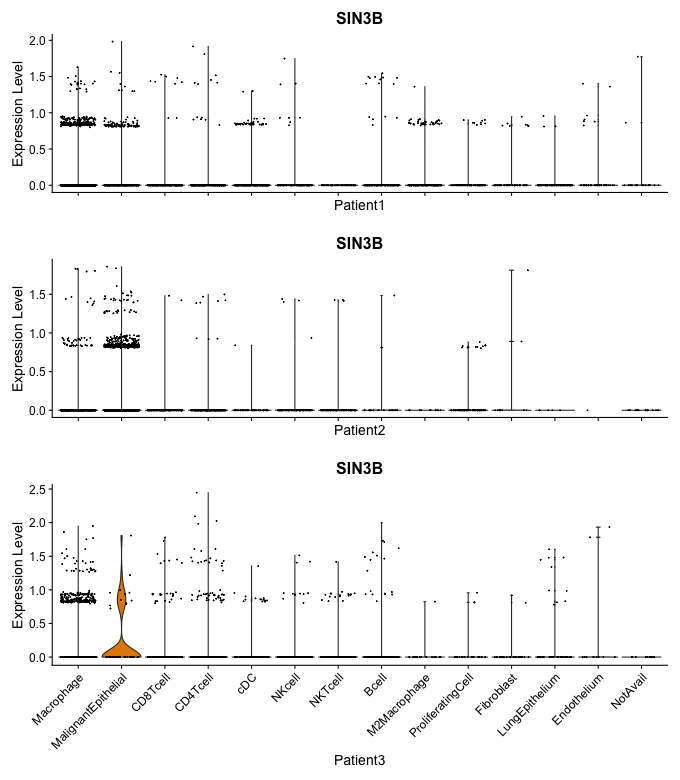 SIN3B
Expression Level
2.0
1.5
1.0
0.5
0.0
Patient1
SIN3B
Expression Level
1.5
1.0
0.5
0.0
Patient2
SIN3B
Expression Level
2.5
2.0
1.5
1.0
0.5
0.0
Macrophage
MalignantEpithelial
CD8Tcell
CD4Tcell
cDC
NKcell
NKTcell
Bcell
M2Macrophage
ProliferatingCell
Fibroblast
LungEpithelium
Endothelium
NotAvail
Patient3